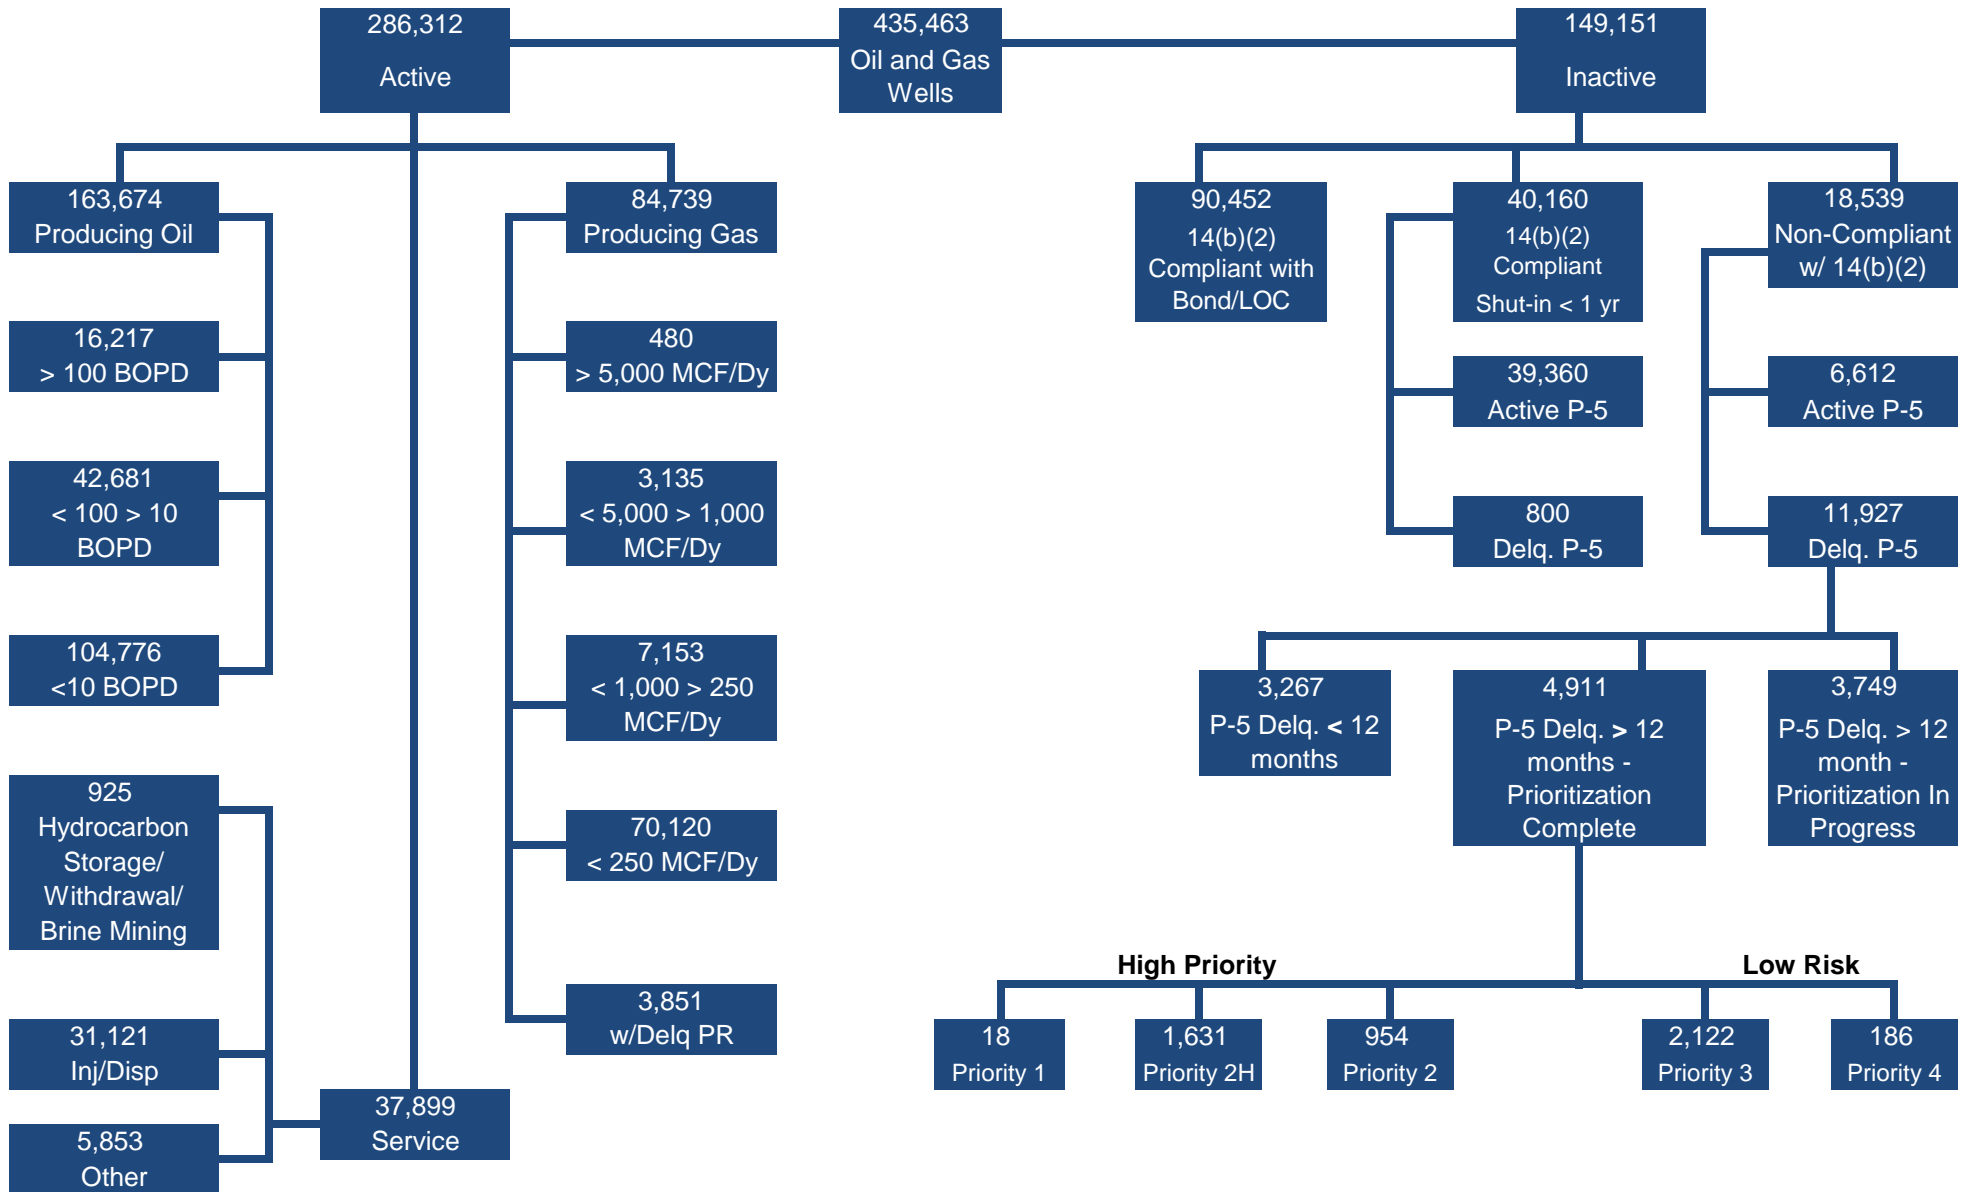 286,312
Active
435,463
Oil and Gas
Wells
149,151
Inactive
163,674
Producing Oil
16,217
> 100 BOPD
42,681
< 100 > 10
BOPD
104,776
<10 BOPD
84,739
Producing Gas
480
> 5,000 MCF/Dy
3,135
< 5,000 > 1,000
MCF/Dy
7,153
< 1,000 > 250
MCF/Dy
70,120
< 250 MCF/Dy
3,851
w/Delq PR
925
Hydrocarbon
Storage/
Withdrawal/
Brine Mining
31,121
Inj/Disp
5,853
Other
37,899
Service
90,452
14(b)(2)
Compliant with
Bond/LOC
40,160
14(b)(2)
Compliant
Shut-in < 1 yr
39,360
Active P-5
800
Delq. P-5
18,539
Non-Compliant
w/ 14(b)(2)
6,612
Active P-5
11,927
Delq. P-5
3,267
P-5 Delq. < 12
months
4,911
P-5 Delq. > 12
months -
Prioritization
Complete
3,749
P-5 Delq. > 12
month -
Prioritization In
Progress
High Priority
Low Risk
18
Priority 1
1,631
Priority 2H
954
Priority 2
2,122
Priority 3
186
Priority 4